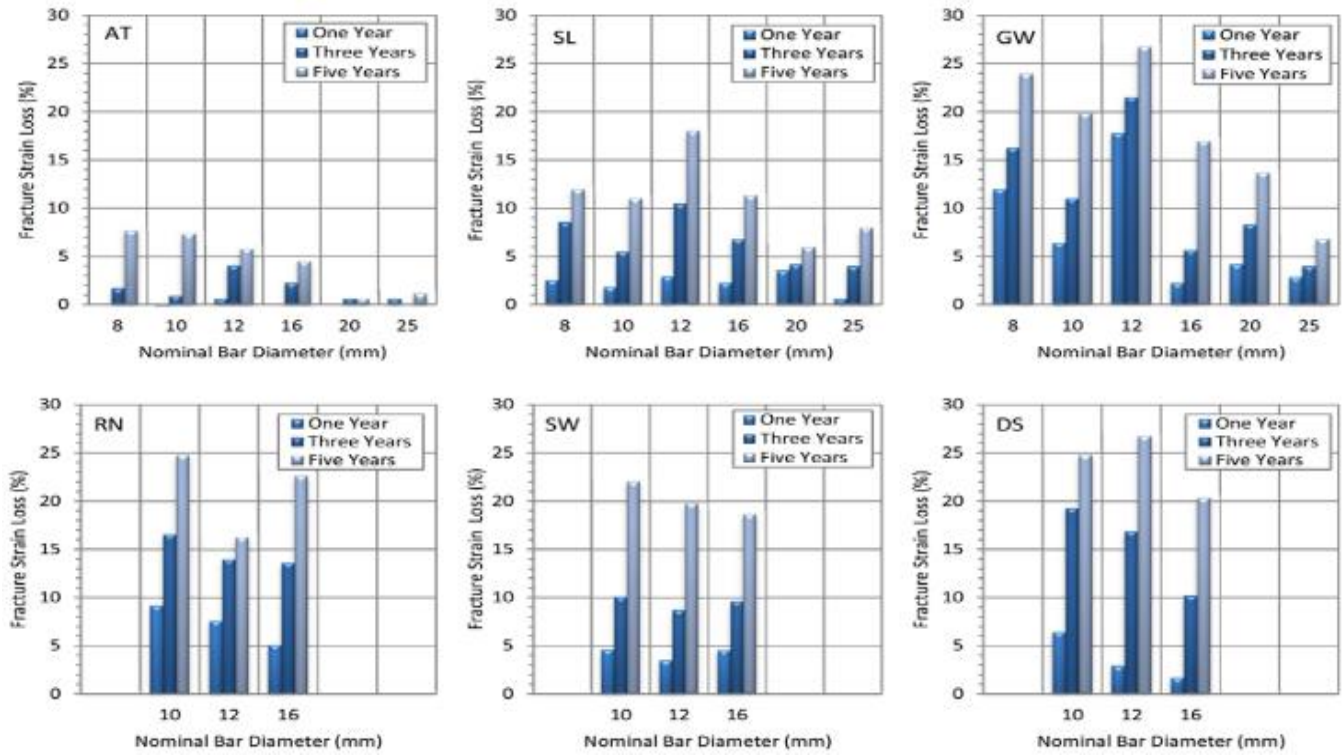 AT
One Year
Three Years
Five Years
30
25
20
15
10
5
0
Fracture Strain Loss (%)
8 10 12 16 20 25
Nominal Bar Diameter (mm)
SL
One Year
Three Years
Five Years
30
25
20
15
10
5
0
Fracture Strain Loss (%)
8 10 12 16 20 25
Nominal Bar Diameter (mm)
GW
One Year
Three Years
Five Years
30
25
20
15
10
5
0
Fracture Strain Loss (%)
8 10 12 16 20 25
Nominal Bar Diameter (mm)
RN
One Year
Three Years
Five Years
30
25
20
15
10
5
0
Fracture Strain Loss (%)
10 12 16
Nominal Bar Diameter (mm)
SW
One Year
Three Years
Five Years
30
25
20
15
10
5
0
Fracture Strain Loss (%)
10 12 16
Nominal Bar Diameter (mm)
DS
One Year
Three Years
Five Years
30
25
20
15
10
5
0
Fracture Strain Loss (%)
10 12 16
Nominal Bar Diameter (mm)